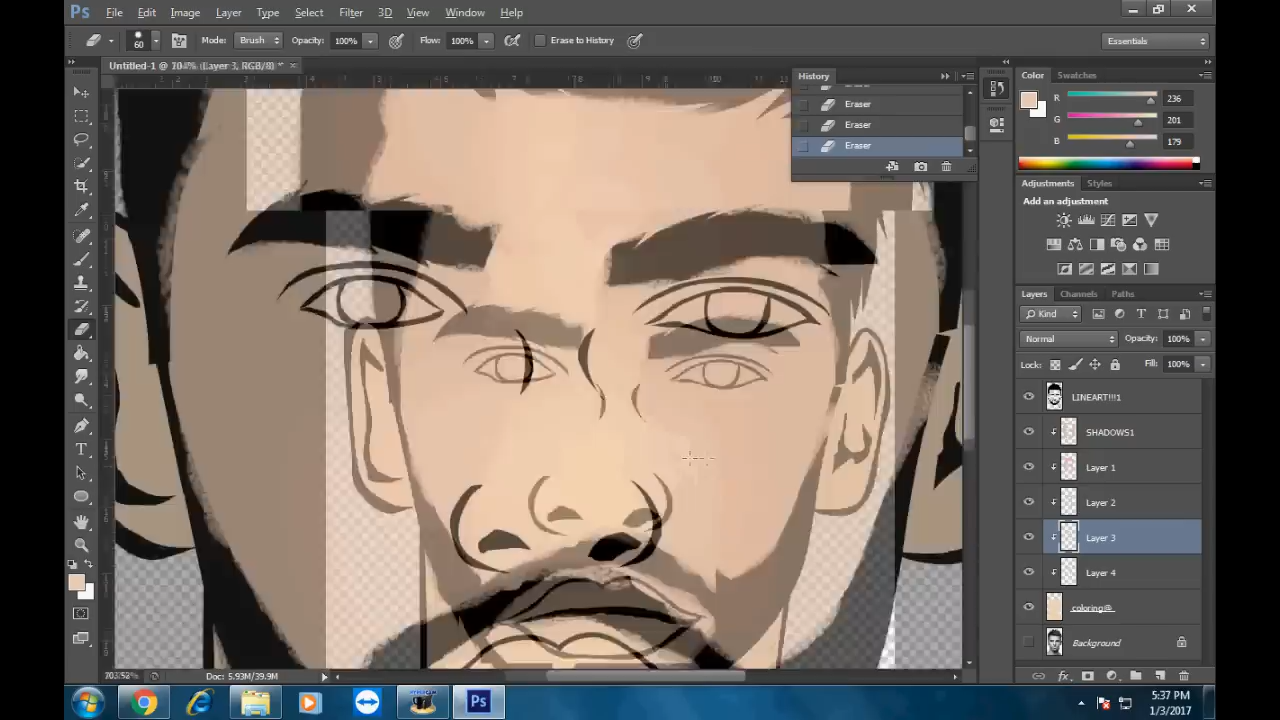 Ps File Edit Image Layer Type Select Filter 3D View Window Help
60 Mode: Brush Opacity: 100% Flow: 100% Erase to History Essentials
Untitled-1 @ (Layer 3, RGB/8) *
History
Eraser
Eraser
Eraser
Color Swatches
R 236
G 201
B 179
Adjustments Styles
Add an adjustment
Layers Channels Paths
Kind
Normal Opacity: 100%
Lock: Fill: 100%
LINEART!!!1
SHADOWS1
Layer 1
Layer 2
Layer 3
Layer 4
coloring@
Background
703.52% Doc: 5.93M/39.9M
Ps
5:37 PM
1/3/2017